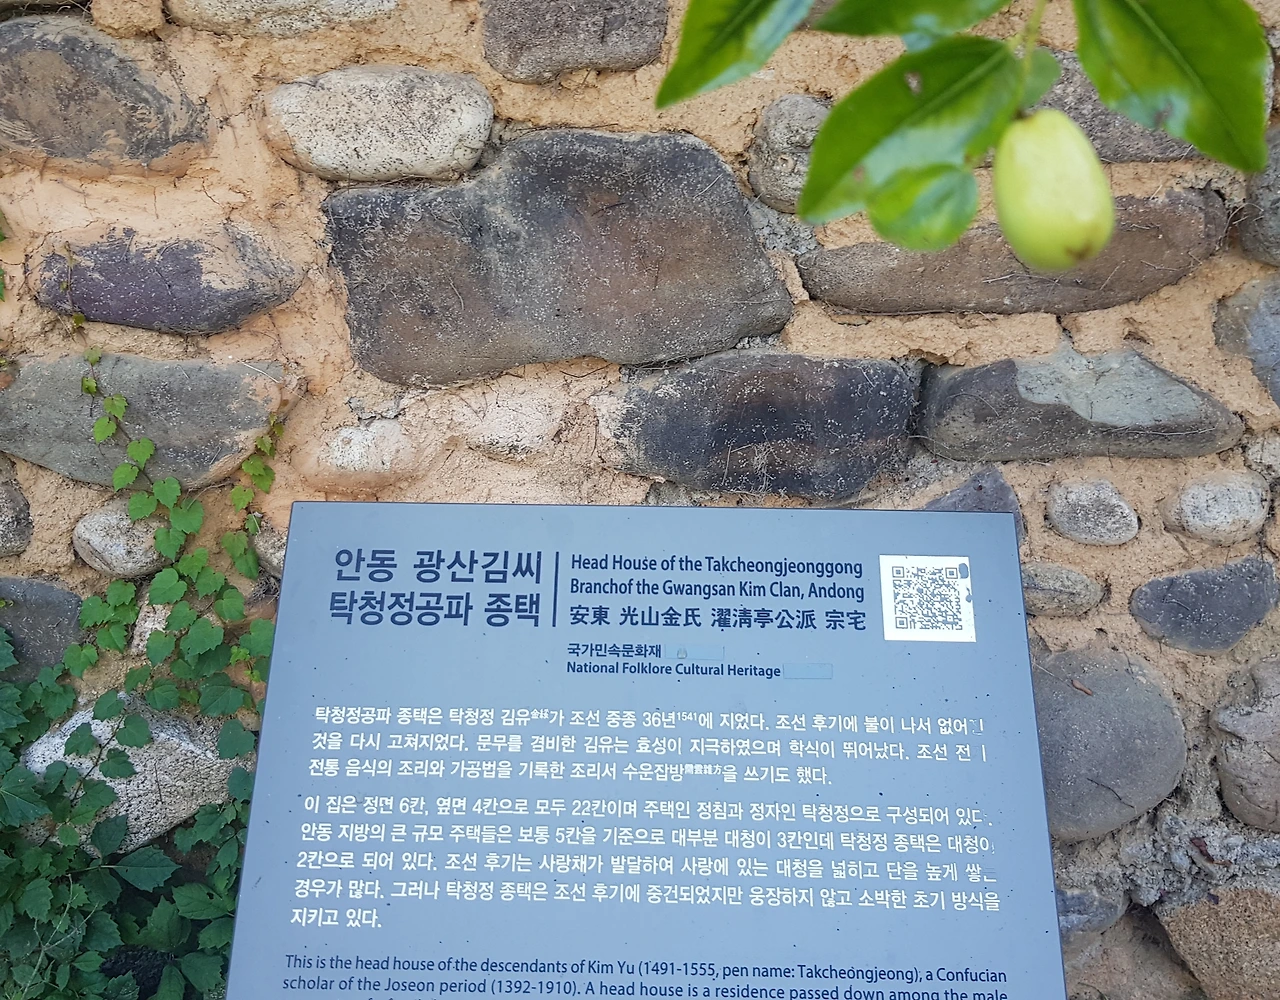 안동 광산김씨
탁청정공파 종택
Head House of the Takcheongjeonggong
Branchof the Gwangsan Kim Clan, Andong
安東 光山金氏 濯淸亭公派 宗宅
국가민속문화재
National Folklore Cultural Heritage
탁청정공파 종택은 탁청정 김유金綏가 조선 중종 36년1541에 지었다. 조선 후기에 불이 나서 없어진
것을 다시 고쳐지었다. 문무를 겸비한 김유는 효성이 지극하였으며 학식이 뛰어났다. 조선 전
전통 음식의 조리와 가공법을 기록한 조리서 수운잡방需雲雜方을 쓰기도 했다.
이 집은 정면 6칸, 옆면 4칸으로 모두 22칸이며 주택인 정침과 정자인 탁청정으로 구성되어 있다.
안동 지방의 큰 규모 주택들은 보통 5칸을 기준으로 대부분 대청이 3칸인데 탁청정 종택은 대청이
2칸으로 되어 있다. 조선 후기는 사랑채가 발달하여 사랑에 있는 대청을 넓히고 단을 높게 쌓는
경우가 많다. 그러나 탁청정 종택은 조선 후기에 중건되었지만 웅장하지 않고 소박한 초기 방식을
지키고 있다.
This is the head house of the descendants of Kim Yu (1491-1555, pen name: Takcheongjeong), a Confucian
scholar of the Joseon period (1392-1910). A head house is a residence passed down among the male